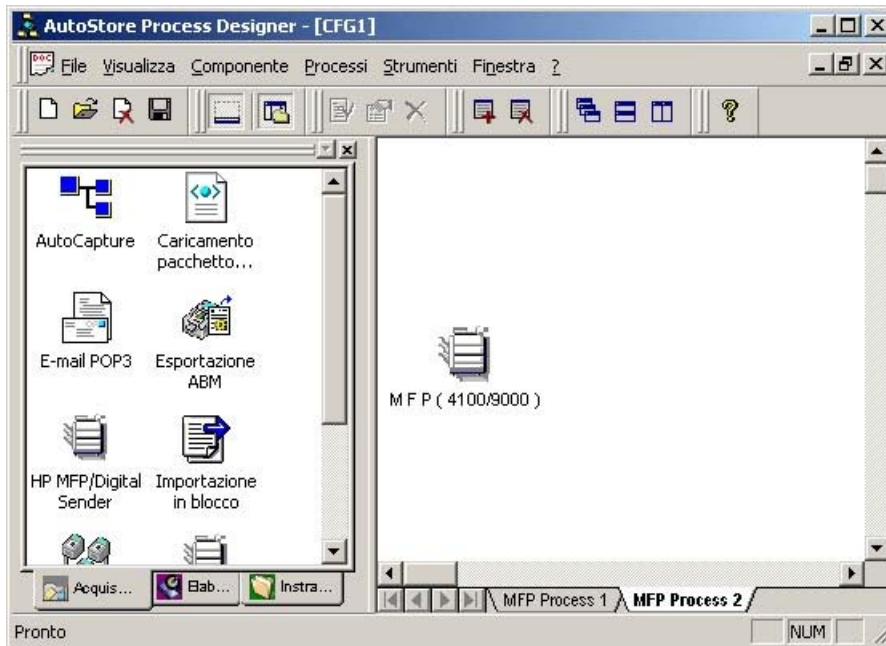 AutoStore Process Designer - [CFG1]
File Visualizza Componente Processi Strumenti Finestra ?
AutoCapture
Caricamento
pacchetto...
E-mail POP3
Esportazione
ABM
HP MFP/Digital
Sender
Importazione
in blocco
M F P ( 4100/9000 )
Acquis...
Elab...
Instra...
MFP Process 1
MFP Process 2
Pronto
NUM